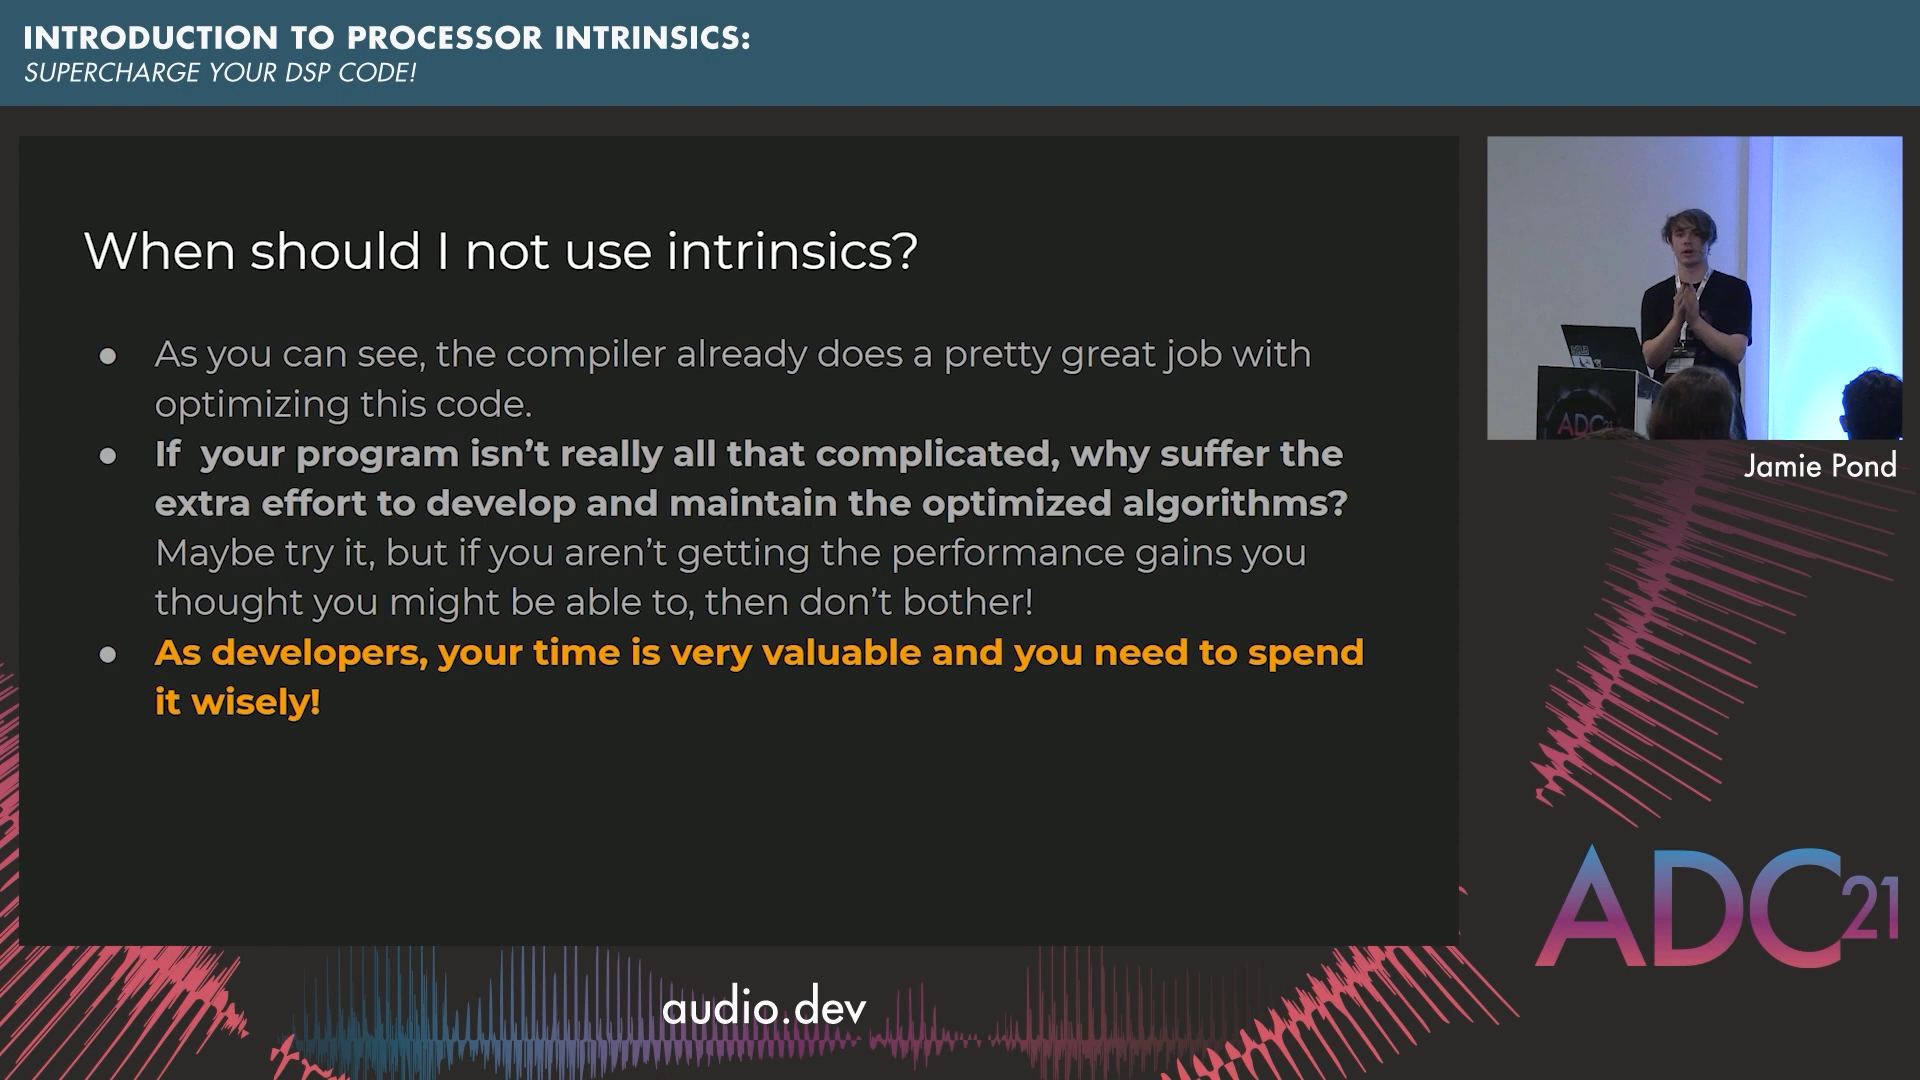 INTRODUCTION TO PROCESSOR INTRINSICS:
SUPERCHARGE YOUR DSP CODE!
When should I not use intrinsics?
● As you can see, the compiler already does a pretty great job with
optimizing this code.
● If  your program isn't really all that complicated, why suffer the
extra effort to develop and maintain the optimized algorithms?
Maybe try it, but if you aren't getting the performance gains you
thought you might be able to, then don't bother!
● As developers, your time is very valuable and you need to spend
it wisely!
ADC21
Jamie Pond
ADC21
audio.dev